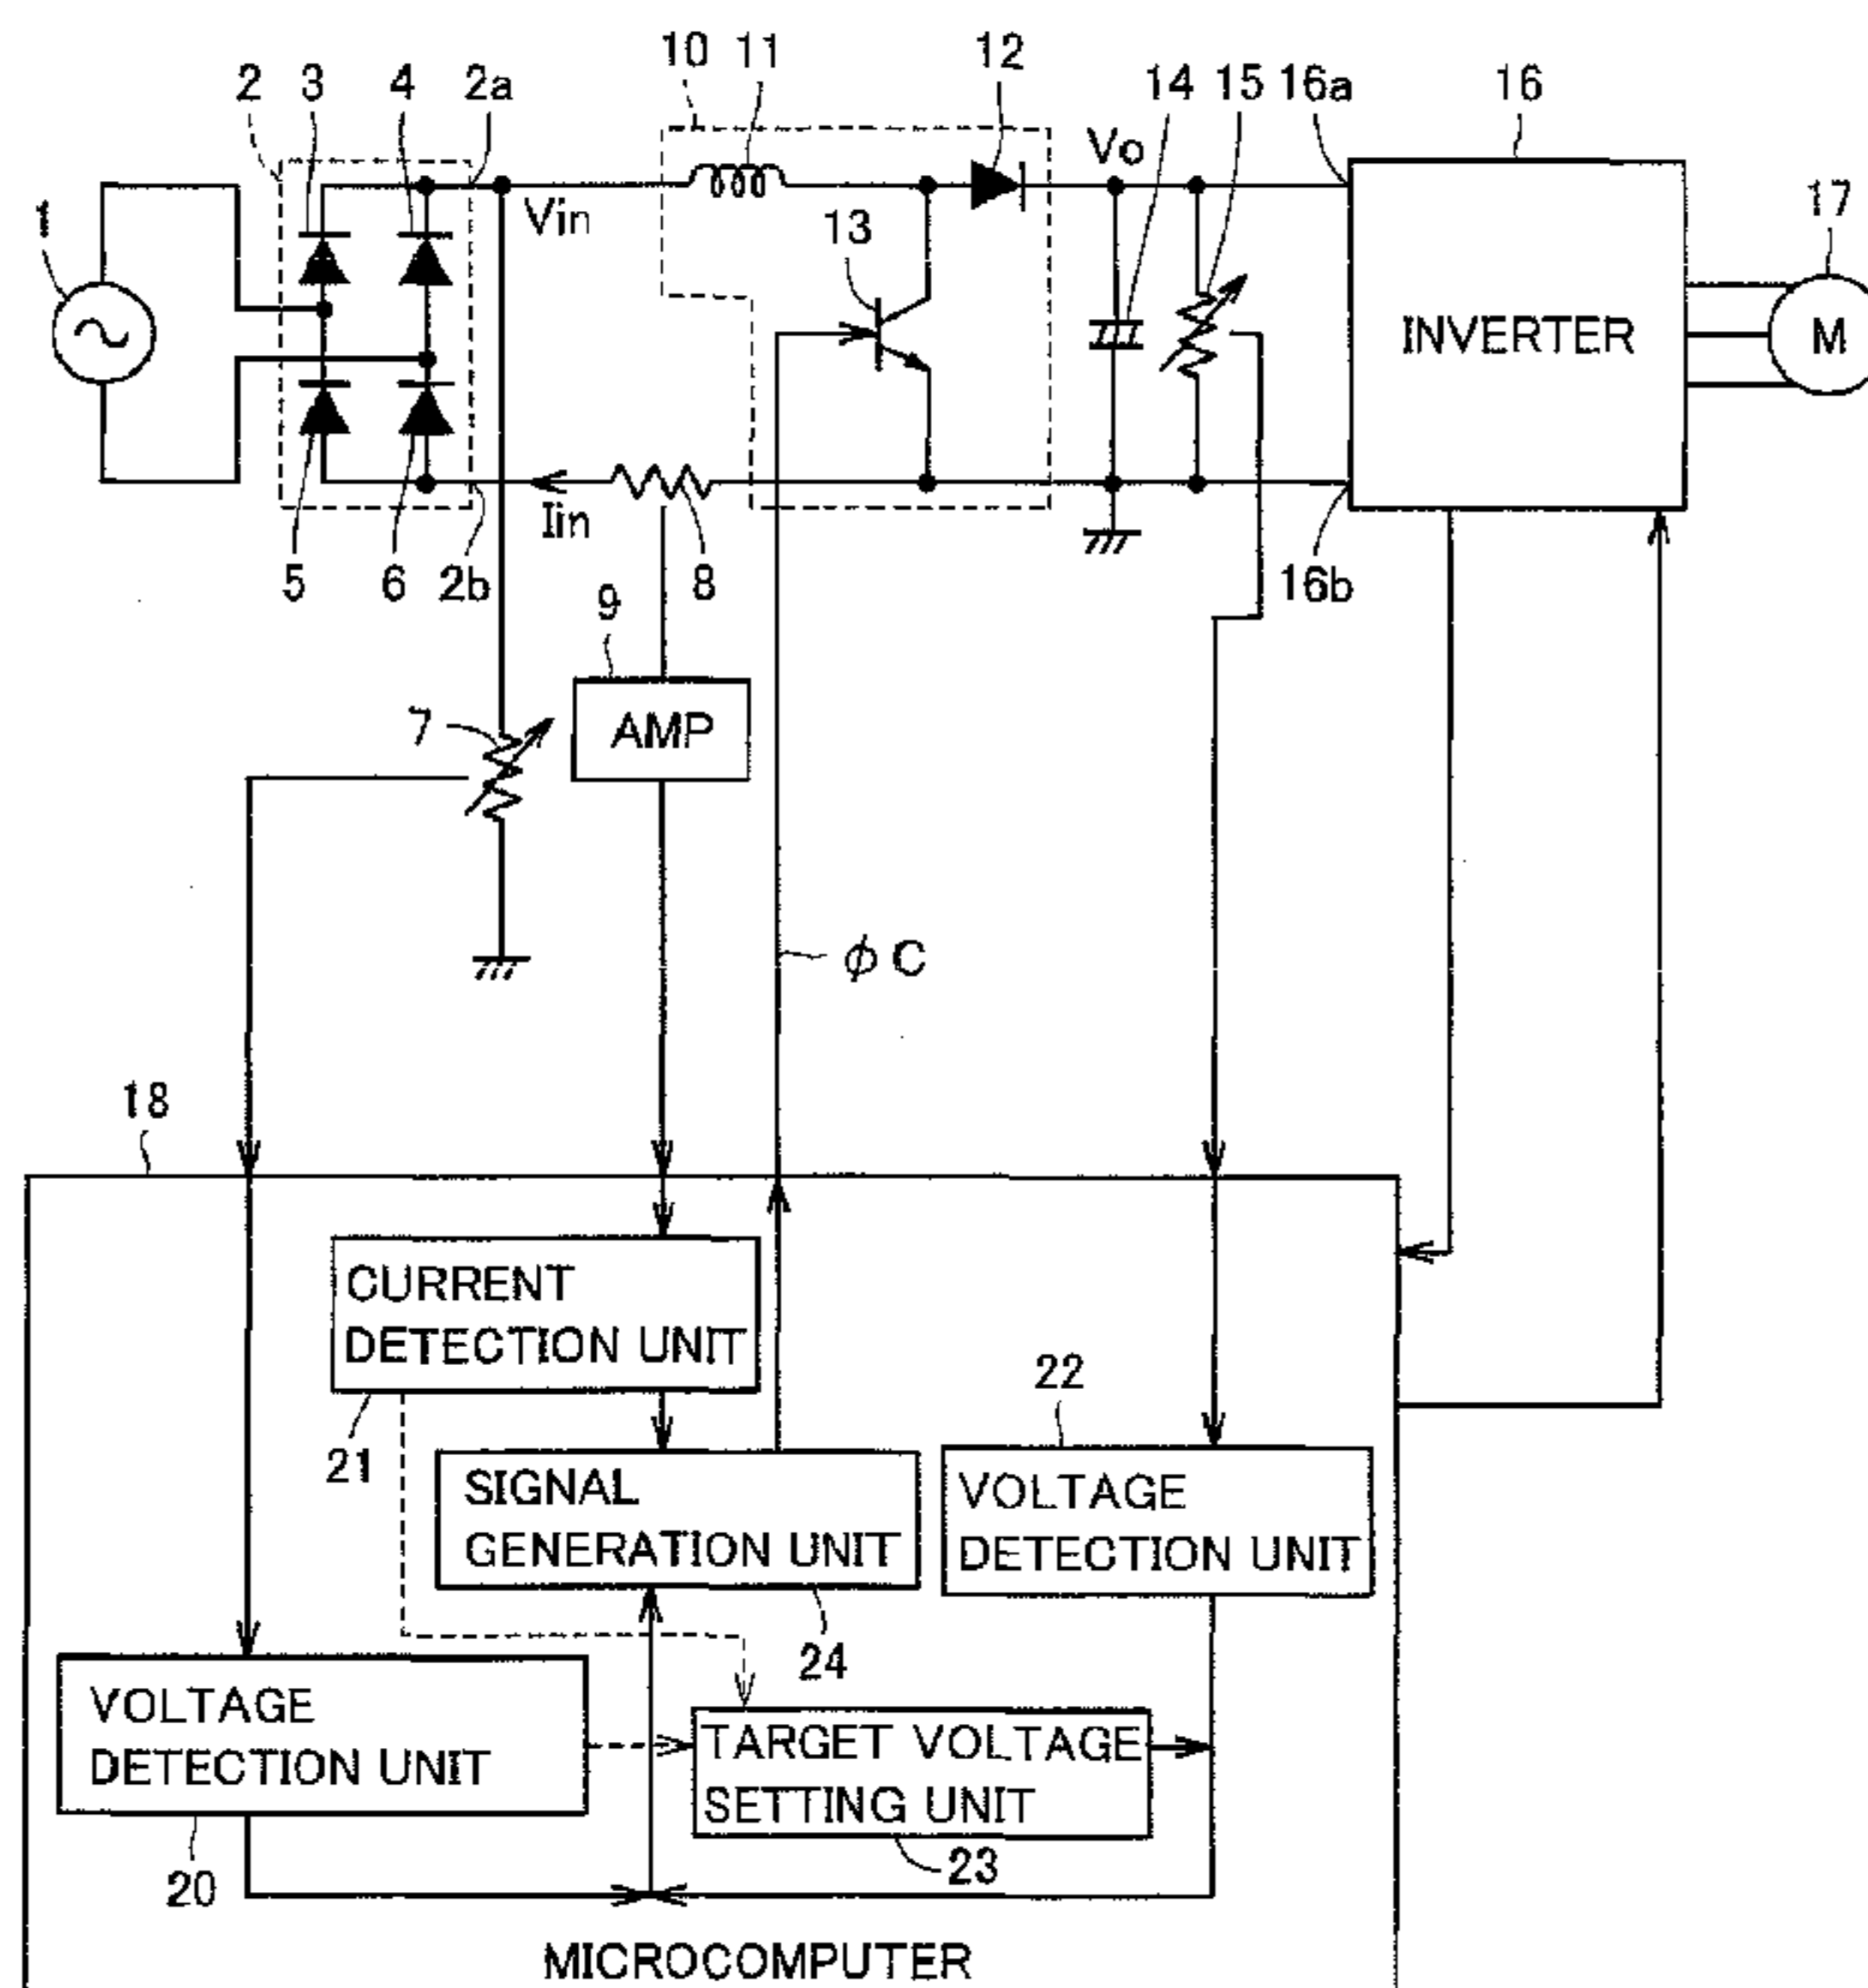 10 11 12
2 3 4 2a 14 15 16a 16
Vo
1 Vin 13 17
INVERTER M
Iin
5 6 2b 8 16b
9
7 AMP
φC
18
CURRENT
DETECTION UNIT
22
21
SIGNAL
GENERATION UNIT
VOLTAGE
DETECTION UNIT
24
VOLTAGE
DETECTION UNIT
TARGET VOLTAGE
SETTING UNIT
20 23
MICROCOMPUTER